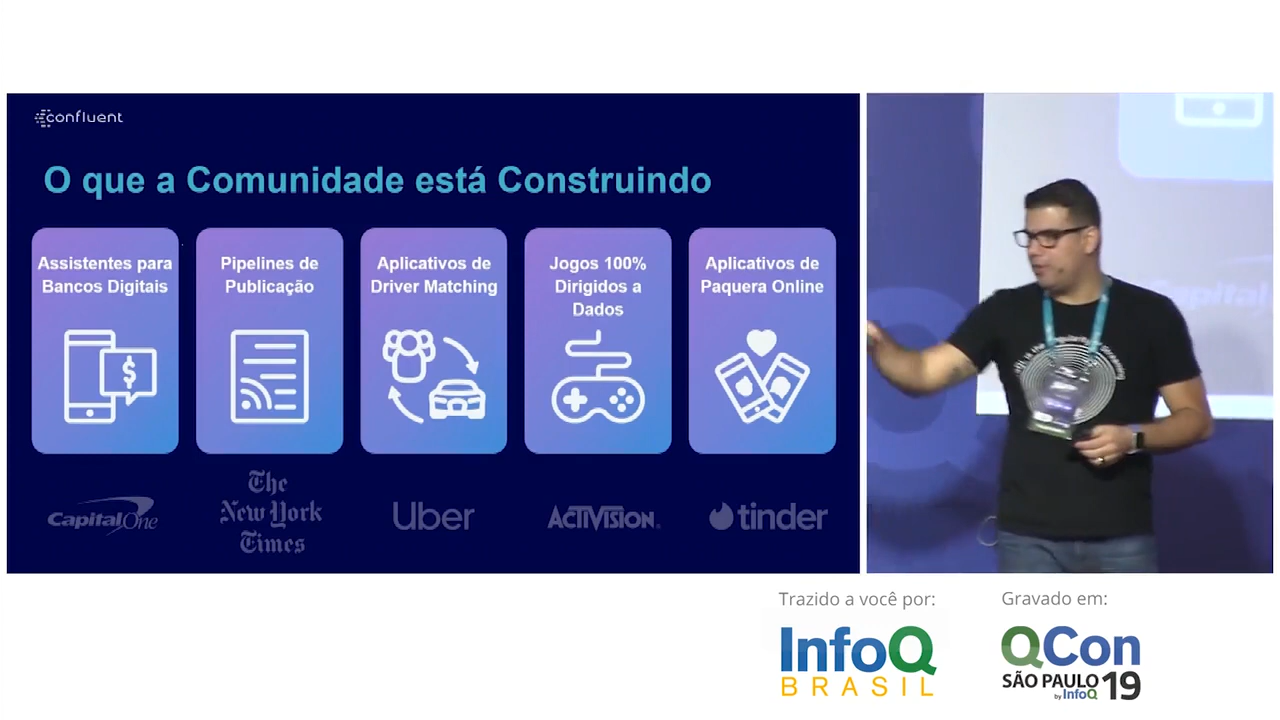 confluent
O que a Comunidade está Construindo
Assistentes para
Bancos Digitais
Pipelines de
Publicação
Aplicativos de
Driver Matching
Jogos 100%
Dirigidos a
Dados
Aplicativos de
Paquera Online
$
CapitalOne
The
New York
Times
Uber
ACTIVISION
tinder
Capital
Trazido a você por:
InfoQ
BRASIL
Gravado em:
QCon
SÃO PAULO 19
by InfoQ